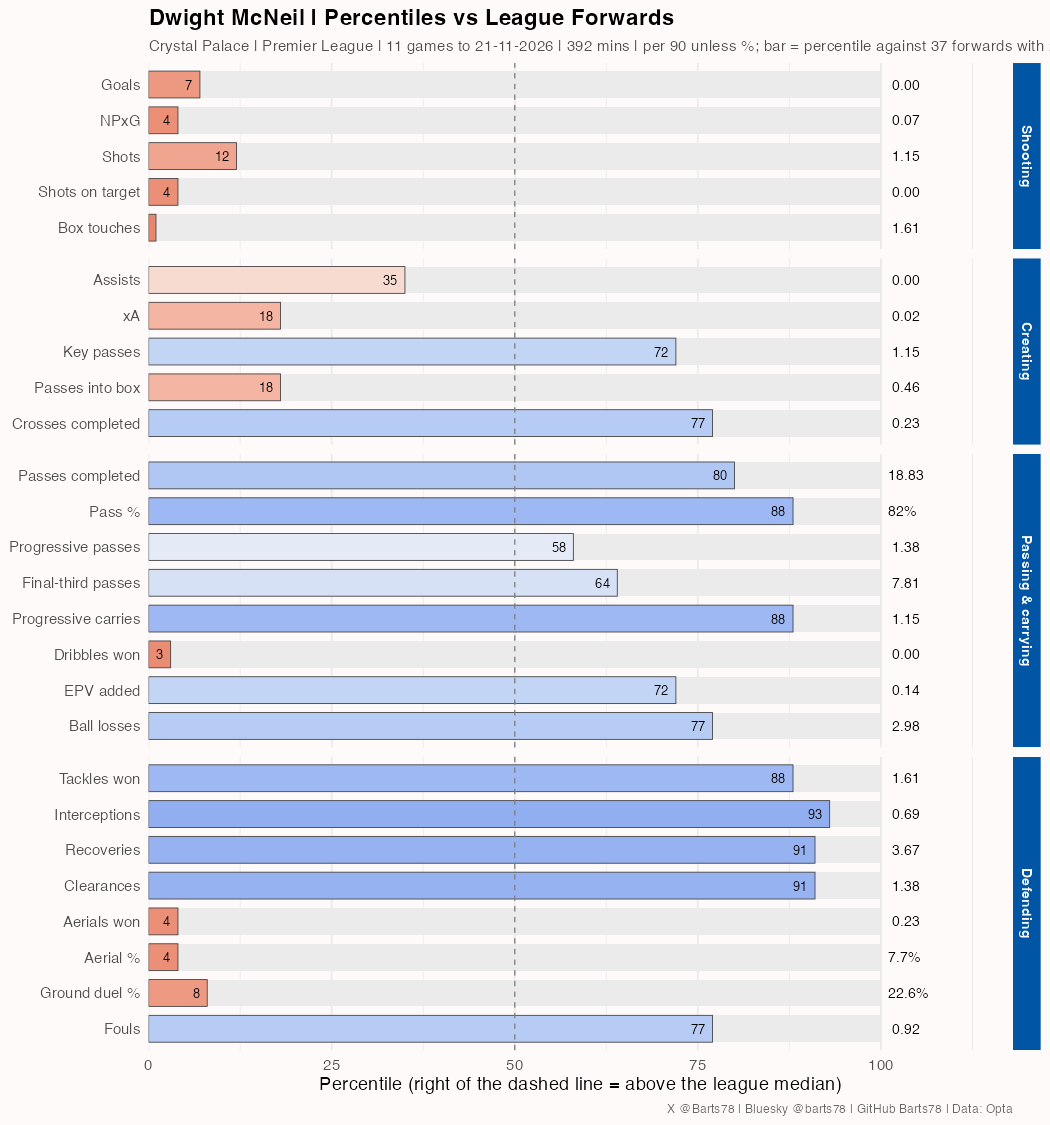 Dwight McNeil | Percentiles vs League Forwards
Crystal Palace | Premier League | 11 games to 21-11-2026 | 392 mins | per 90 unless %; bar = percentile against 37 forwards with
Goals 7 0.00
NPxG 4 0.07
Shots 12 1.15
Shots on target 4 0.00
Box touches 1.61
Shooting
Assists 35 0.00
xA 18 0.02
Key passes 72 1.15
Passes into box 18 0.46
Crosses completed 77 0.23
Creating
Passes completed 80 18.83
Pass % 88 82%
Progressive passes 58 1.38
Final-third passes 64 7.81
Progressive carries 88 1.15
Dribbles won 3 0.00
EPV added 72 0.14
Ball losses 77 2.98
Passing & carrying
Tackles won 88 1.61
Interceptions 93 0.69
Recoveries 91 3.67
Clearances 91 1.38
Aerials won 4 0.23
Aerial % 4 7.7%
Ground duel % 8 22.6%
Fouls 77 0.92
Defending
0 25 50 75 100
Percentile (right of the dashed line = above the league median)
X @Barts78 | Bluesky @barts78 | GitHub Barts78 | Data: Opta